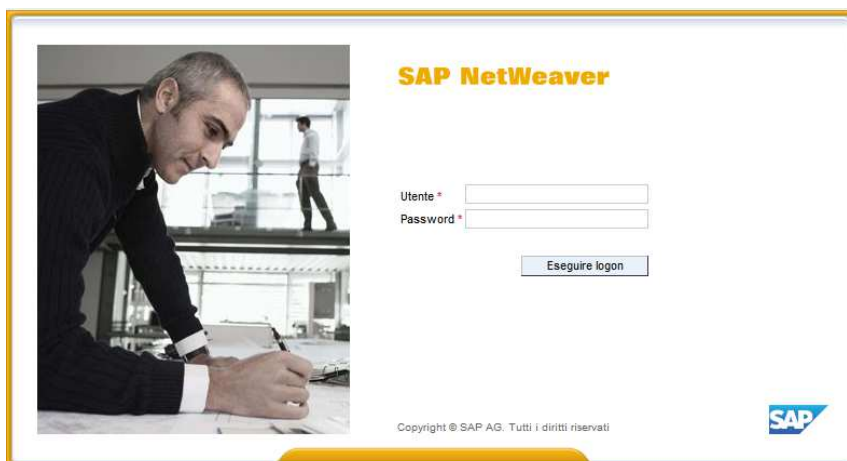 SAP NetWeaver
Utente *
Password *
Eseguire logon
Copyright © SAP AG. Tutti i diritti riservati
SAP